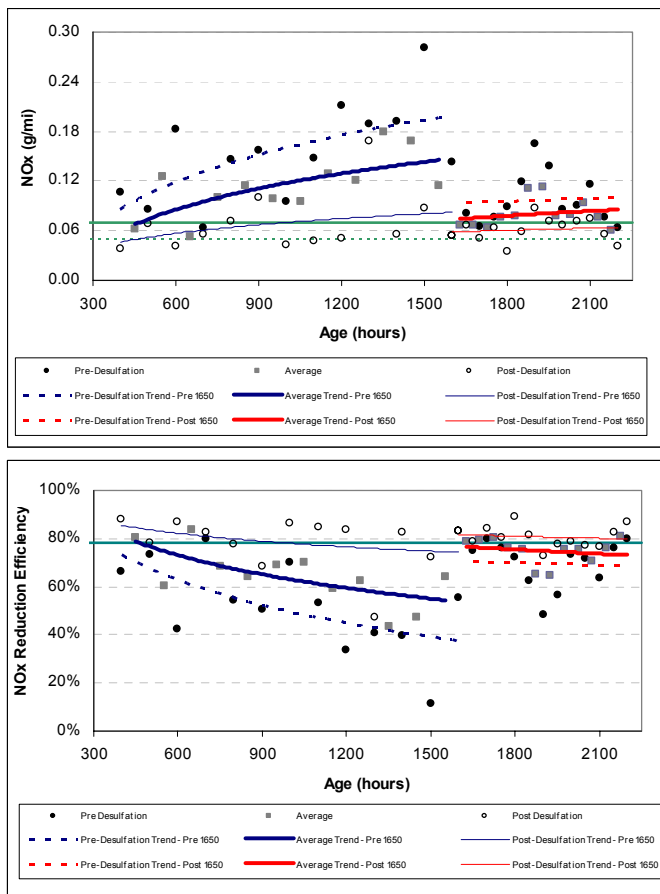 0.30
0.24
0.18
0.12
0.06
0.00
NOx (g/mi)
300 600 900 1200 1500 1800 2100
Age (hours)
Pre-Desulfation Average Post-Desulfation
Pre-Desulfation Trend - Pre 1650 Average Trend - Pre 1650 Post-Desulfation Trend - Pre 1650
Pre-Desulfation Trend - Post 1650 Average Trend - Post 1650 Post-Desulfation Trend - Post 1650
100%
80%
60%
40%
20%
0%
NOx Reduction Efficiency
300 600 900 1200 1500 1800 2100
Age (hours)
Pre Desulfation Average Post Desulfation
Pre-Desulfation Trend - Pre 1650 Average Trend - Pre 1650 Post-Desulfation Trend - Pre 1650
Pre-Desulfation Trend - Post 1650 Average Trend - Post 1650 Post-Desulfation Trend - Post 1650